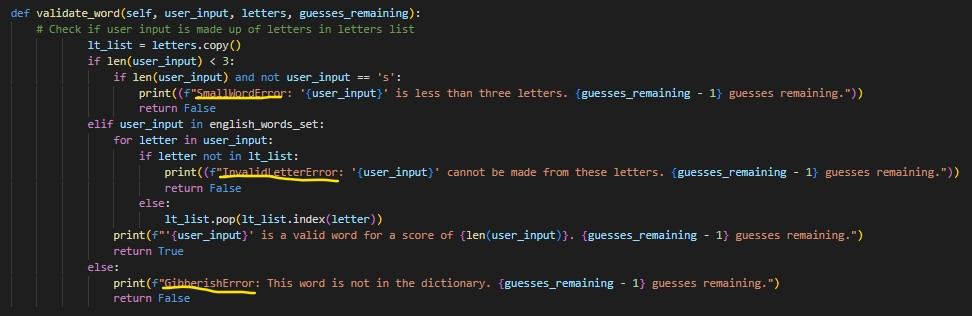 def validate_word(self, user_input, letters, guesses_remaining):
# Check if user input is made up of letters in letters list
lt_list = letters.copy()
if len(user_input) < 3:
if len(user_input) and not user_input == 's':
print((f"SmallWordError: '{user_input}' is less than three letters. {guesses_remaining - 1} guesses remaining."))
return False
elif user_input in english_words_set:
for letter in user_input:
if letter not in lt_list:
print((f"InvalidLetterError: '{user_input}' cannot be made from these letters. {guesses_remaining - 1} guesses remaining."))
return False
else:
lt_list.pop(lt_list.index(letter))
print(f"'{user_input}' is a valid word for a score of {len(user_input)}. {guesses_remaining - 1} guesses remaining.")
return True
else:
print(f"GibberishError: This word is not in the dictionary. {guesses_remaining - 1} guesses remaining.")
return False